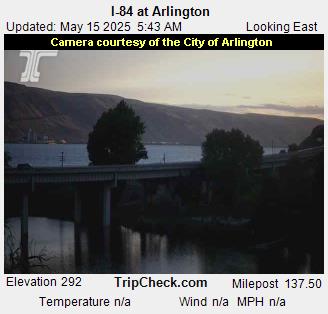 I-84 at Arlington
Updated: May 15 2025 5:43 AM Looking East
Camera courtesy of the City of Arlington
Elevation 292 TripCheck.com Milepost 137.50
Temperature n/a Wind n/a MPH n/a